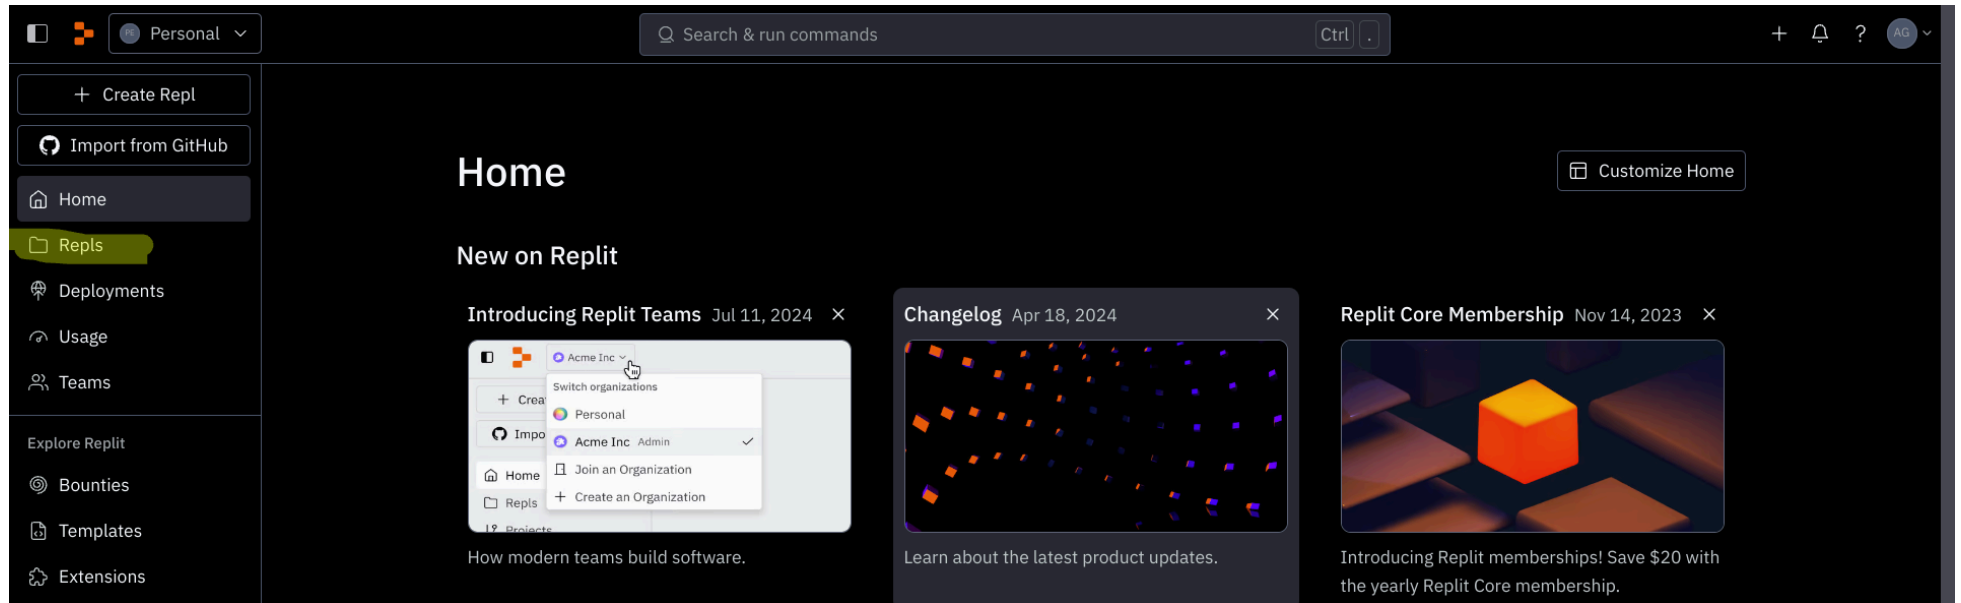 PE Personal
Search & run commands Ctrl .
? AG
+ Create Repl
Import from GitHub
Home
Repls
Deployments
Usage
Teams
Explore Replit
Bounties
Templates
Extensions
Home
Customize Home
New on Replit
Introducing Replit Teams Jul 11, 2024
Acme Inc
Switch organizations
Personal
Acme Inc Admin
Join an Organization
+ Create an Organization
+ Crea
Impo
Home
Repls
Projects
How modern teams build software.
Changelog Apr 18, 2024
Learn about the latest product updates.
Replit Core Membership Nov 14, 2023
Introducing Replit memberships! Save $20 with
the yearly Replit Core membership.